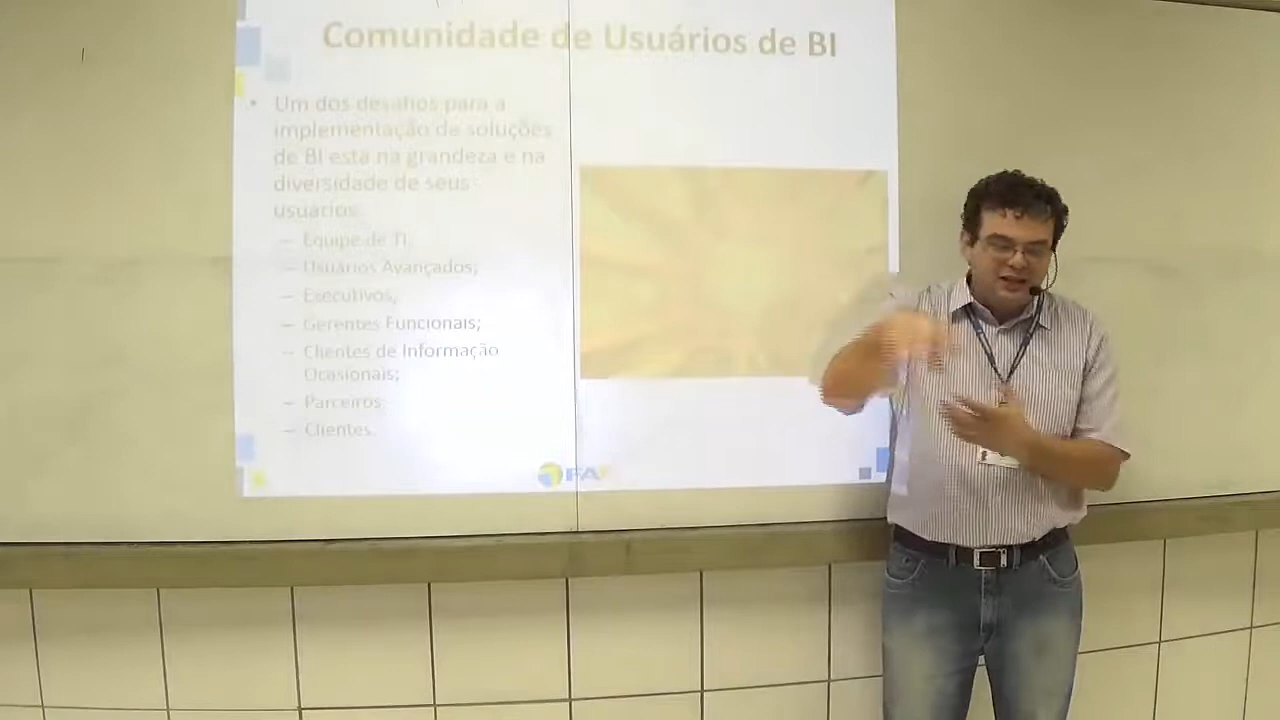 Comunidade de Usuários de BI
• Um dos desafios para a
implementação de soluções
de BI está na grandeza e na
diversidade de seus
usuários:
– Equipe de TI;
– Usuários Avançados;
– Executivos;
– Gerentes Funcionais;
– Clientes de Informação
Ocasionais;
– Parceiros;
– Clientes.